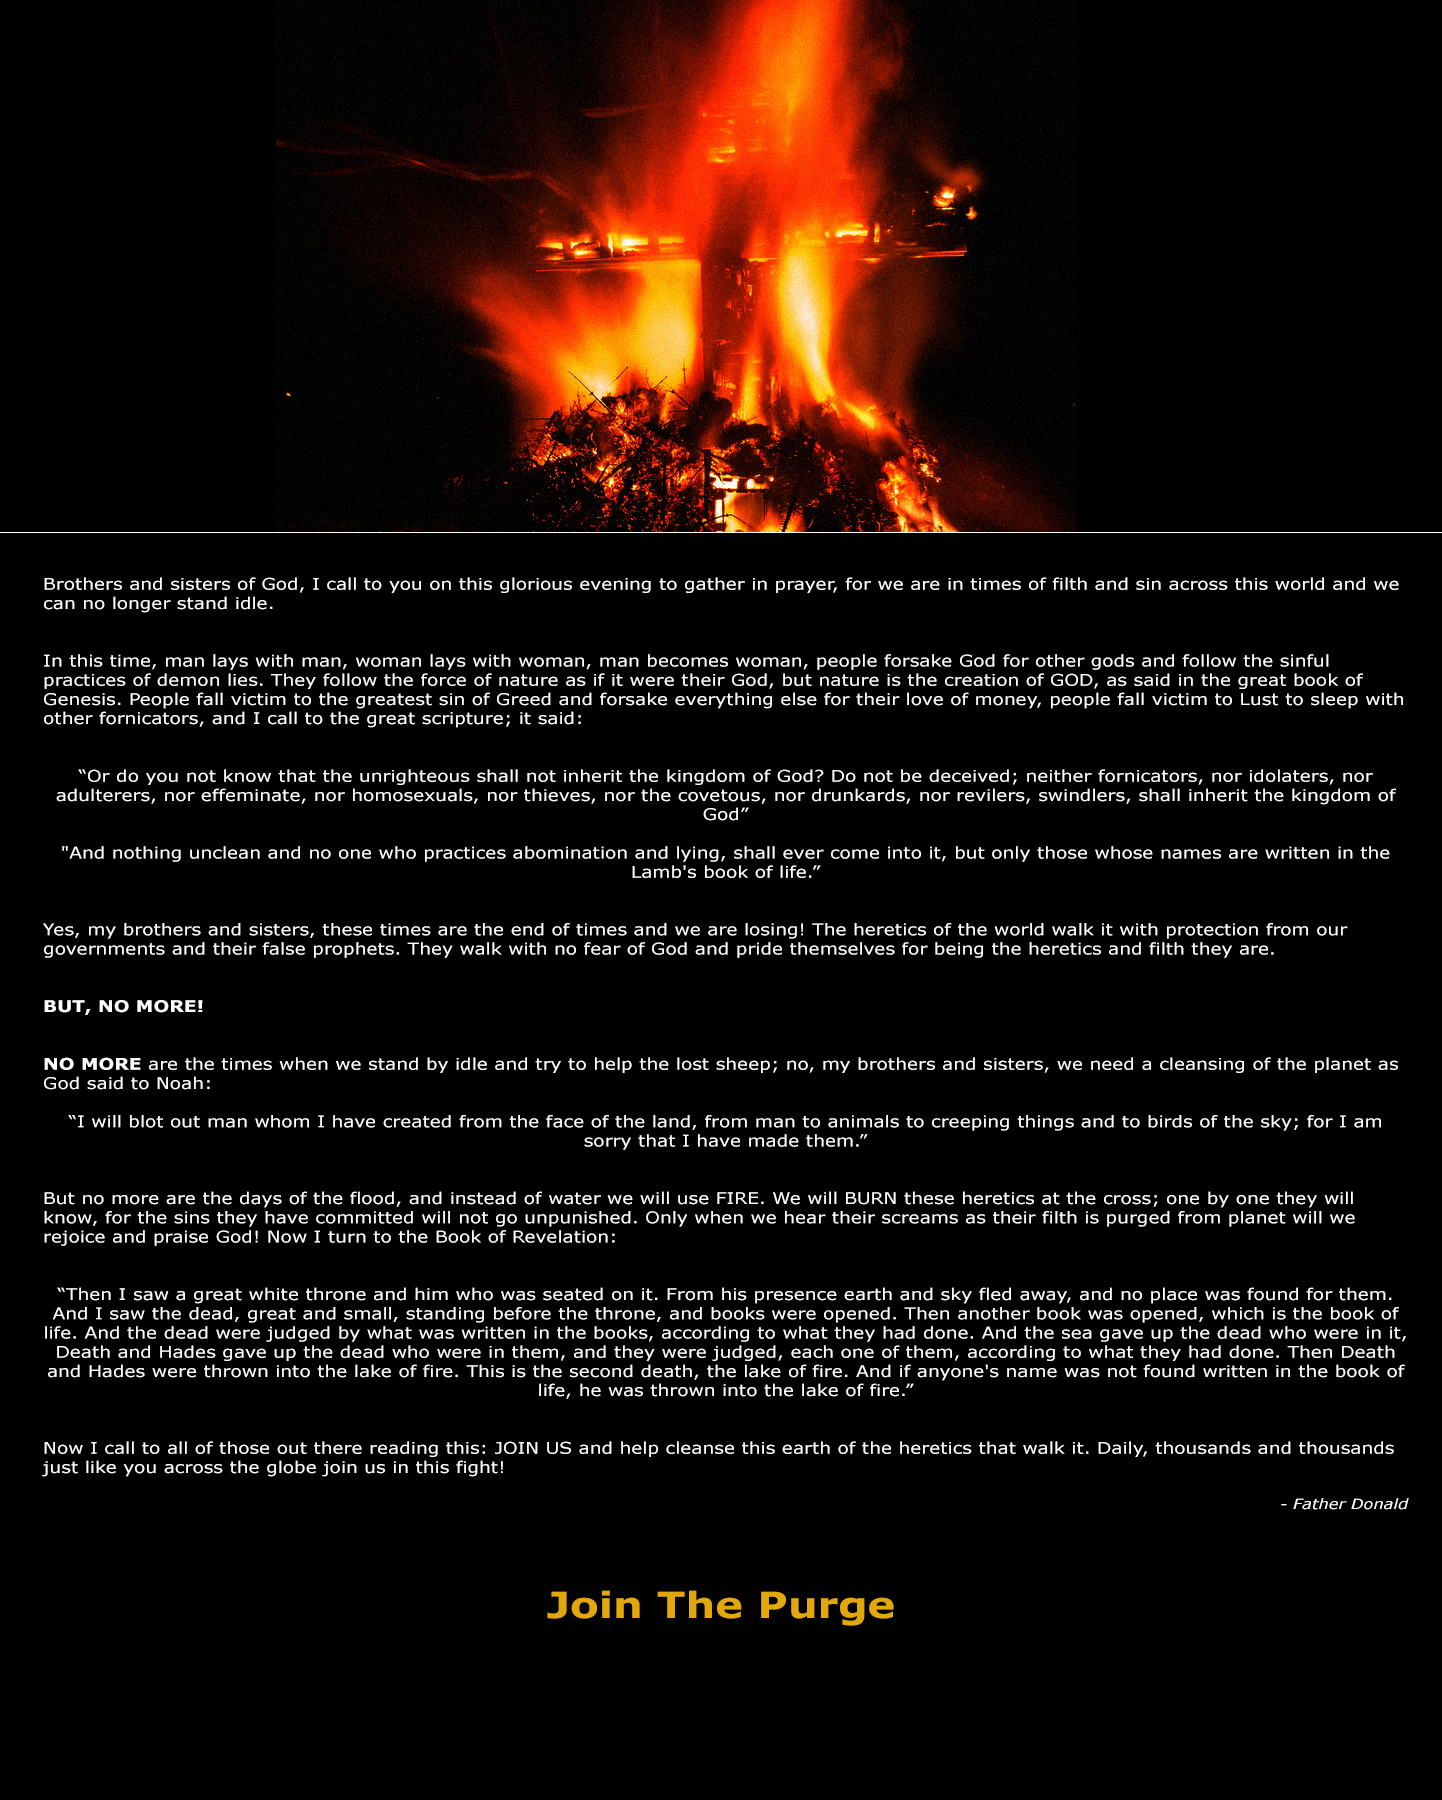 Brothers and sisters of God, I call to you on this glorious evening to gather in prayer, for we are in times of filth and sin across this world and we
can no longer stand idle.
In this time, man lays with man, woman lays with woman, man becomes woman, people forsake God for other gods and follow the sinful
practices of demon lies. They follow the force of nature as if it were their God, but nature is the creation of GOD, as said in the great book of
Genesis. People fall victim to the greatest sin of Greed and forsake everything else for their love of money, people fall victim to Lust to sleep with
other fornicators, and I call to the great scripture; it said:
“Or do you not know that the unrighteous shall not inherit the kingdom of God? Do not be deceived; neither fornicators, nor idolaters, nor
adulterers, nor effeminate, nor homosexuals, nor thieves, nor the covetous, nor drunkards, nor revilers, swindlers, shall inherit the kingdom of
God”
"And nothing unclean and no one who practices abomination and lying, shall ever come into it, but only those whose names are written in the
Lamb's book of life.”
Yes, my brothers and sisters, these times are the end of times and we are losing! The heretics of the world walk it with protection from our
governments and their false prophets. They walk with no fear of God and pride themselves for being the heretics and filth they are.
BUT, NO MORE!
NO MORE are the times when we stand by idle and try to help the lost sheep; no, my brothers and sisters, we need a cleansing of the planet as
God said to Noah:
“I will blot out man whom I have created from the face of the land, from man to animals to creeping things and to birds of the sky; for I am
sorry that I have made them.”
But no more are the days of the flood, and instead of water we will use FIRE. We will BURN these heretics at the cross; one by one they will
know, for the sins they have committed will not go unpunished. Only when we hear their screams as their filth is purged from planet will we
rejoice and praise God! Now I turn to the Book of Revelation:
“Then I saw a great white throne and him who was seated on it. From his presence earth and sky fled away, and no place was found for them.
And I saw the dead, great and small, standing before the throne, and books were opened. Then another book was opened, which is the book of
life. And the dead were judged by what was written in the books, according to what they had done. And the sea gave up the dead who were in it,
Death and Hades gave up the dead who were in them, and they were judged, each one of them, according to what they had done. Then Death
and Hades were thrown into the lake of fire. This is the second death, the lake of fire. And if anyone's name was not found written in the book of
life, he was thrown into the lake of fire.”
Now I call to all of those out there reading this: JOIN US and help cleanse this earth of the heretics that walk it. Daily, thousands and thousands
just like you across the globe join us in this fight!
- Father Donald
Join The Purge